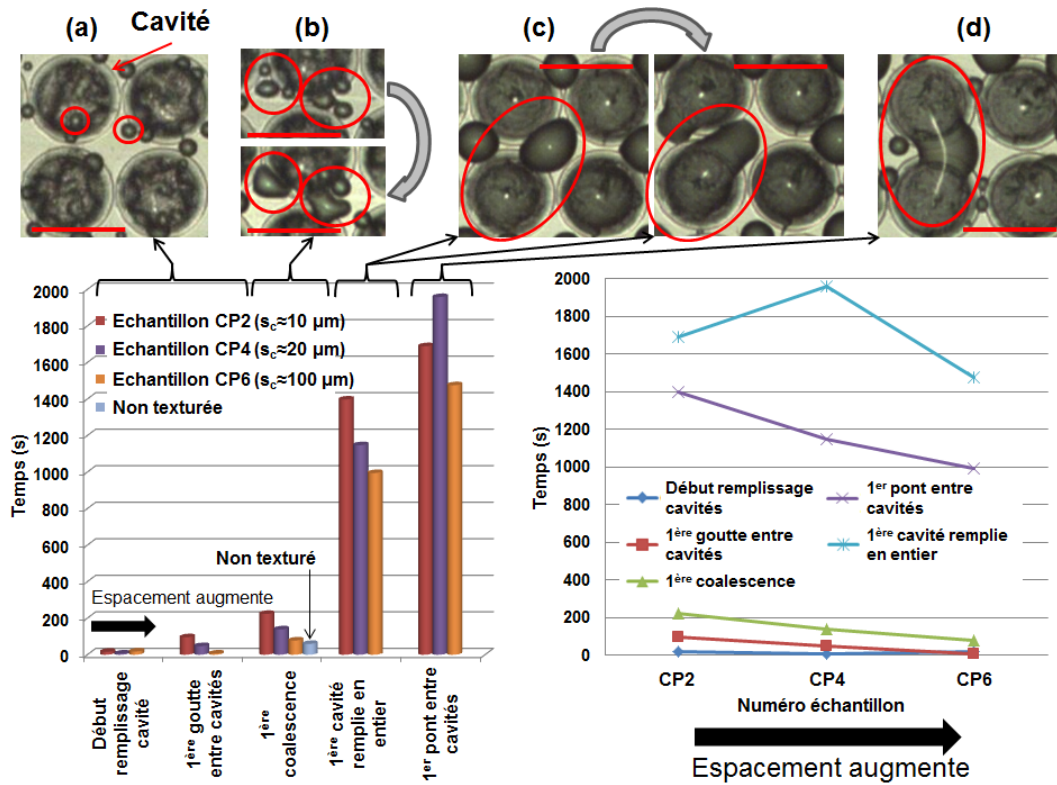 (a)
Cavité
(b)
(c)
(d)
2000
1800
1600
1400
1200
1000
800
600
400
200
0
Temps (s)
Echantillon CP2 (sc≈10 µm)
Echantillon CP4 (sc≈20 µm)
Echantillon CP6 (sc≈100 µm)
Non texturée
Non texturé
Espacement augmente
Début
remplissage
cavité
1ère goutte
entre cavités
1ère
coalescence
1ère cavité
remplie en
entier
1er pont entre
cavités
2000
1800
1600
1400
1200
1000
800
600
400
200
0
Temps (s)
Début remplissage
cavités
1er pont entre
cavités
1ère goutte entre
cavités
1ère cavité remplie
en entier
1ère coalescence
CP2
CP4
CP6
Numéro échantillon
Espacement augmente